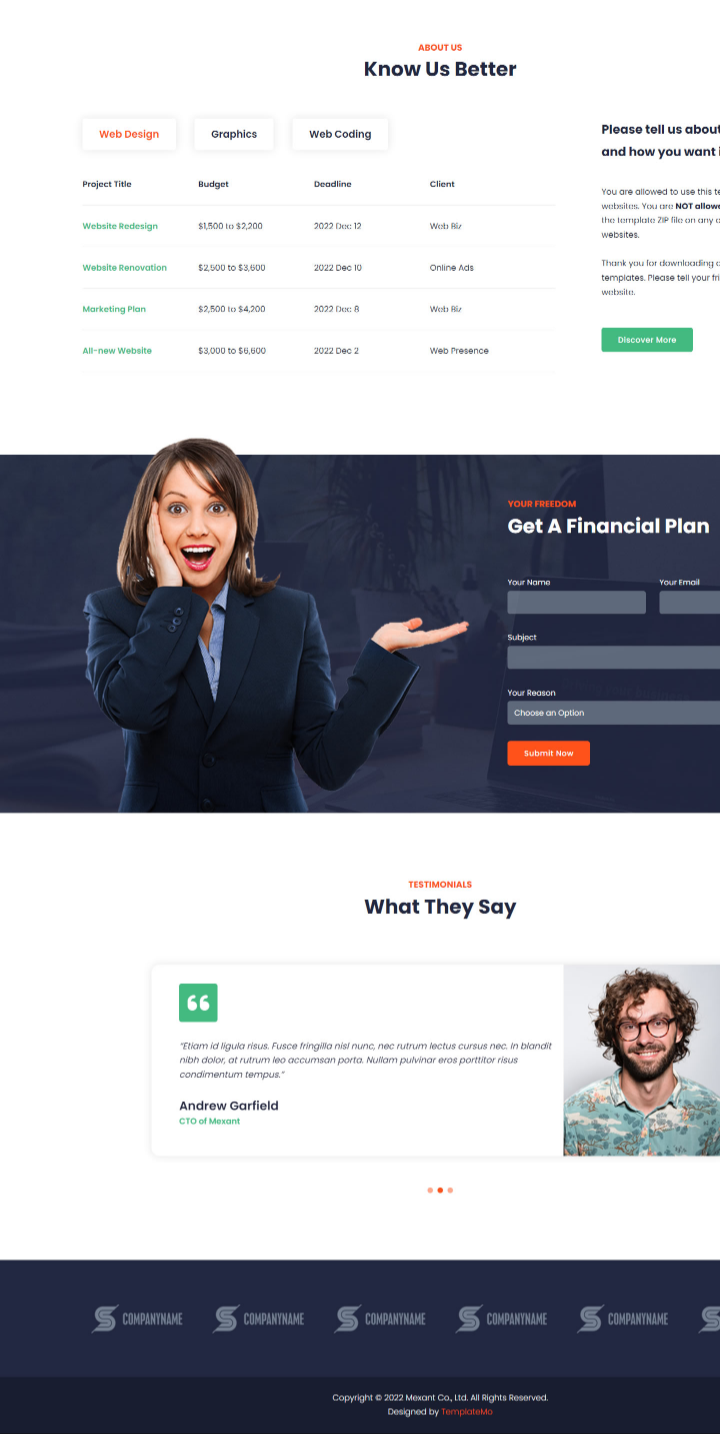 ABOUT US
Know Us Better
Web Design Graphics Web Coding
Project Title Budget Deadline Client
Website Redesign $1,500 to $2,200 2022 Dec 12 Web Biz
Website Renovation $2,500 to $3,600 2022 Dec 10 Online Ads
Marketing Plan $2,500 to $4,200 2022 Dec 8 Web Biz
All-new Website $3,000 to $6,600 2022 Dec 2 Web Presence
Please tell us about
and how you want i
You are allowed to use this te
websites. You are NOT allowe
the template ZIP file on any
websites.
Thank you for downloading
templates. Please tell your fri
website.
Discover More
YOUR FREEDOM
Get A Financial Plan
Your Name Your Email
Subject
Your Reason
Choose an Option
Submit Now
TESTIMONIALS
What They Say
“Etiam id ligula risus. Fusce fringilla nisl nunc, nec rutrum lectus cursus nec. In blandit
nibh dolor, at rutrum leo accumsan porta. Nullam pulvinar eros porttitor risus
condimentum tempus.”
Andrew Garfield
CTO of Mexant
COMPANYNAME COMPANYNAME COMPANYNAME COMPANYNAME COMPANYNAME
Copyright © 2022 Mexant Co., Ltd. All Rights Reserved.
Designed by TemplateMo